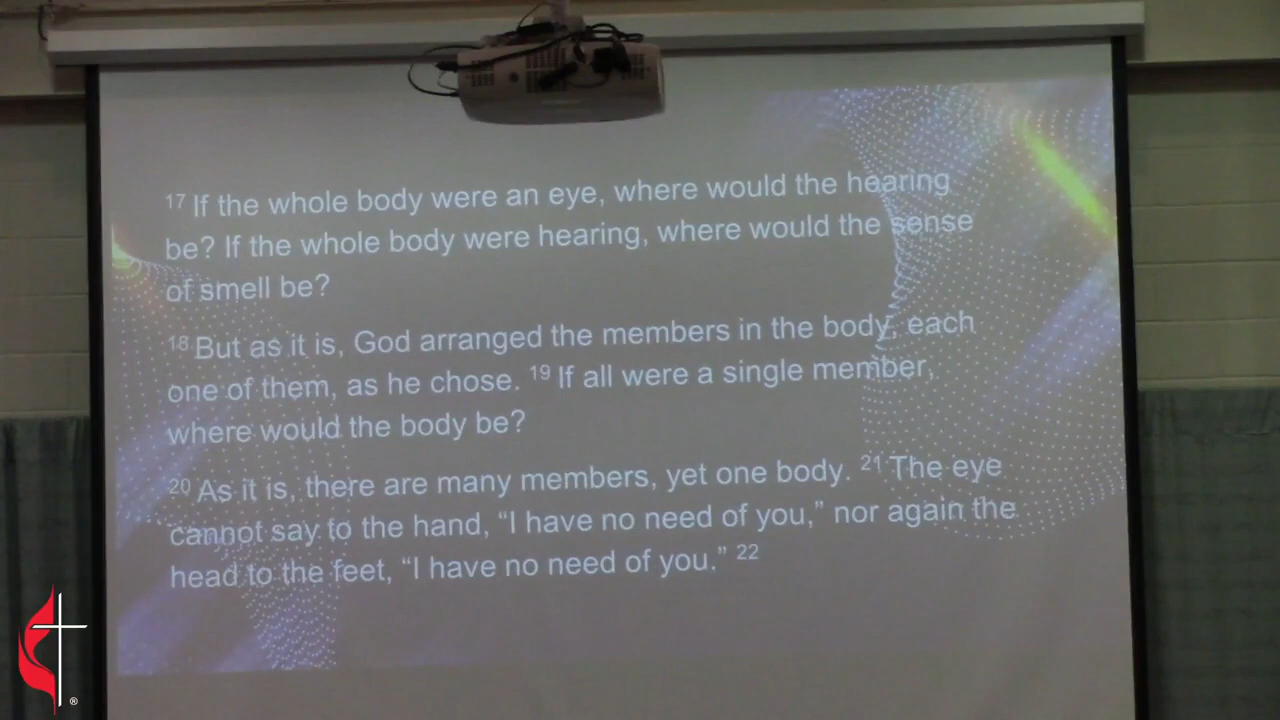 17 If the whole body were an eye, where would the hearing
be? If the whole body were hearing, where would the sense
of smell be?
18 But as it is, God arranged the members in the body, each
one of them, as he chose. 19 If all were a single member,
where would the body be?
20 As it is, there are many members, yet one body. 21 The eye
cannot say to the hand, “I have no need of you,” nor again the
head to the feet, “I have no need of you.” 22
®